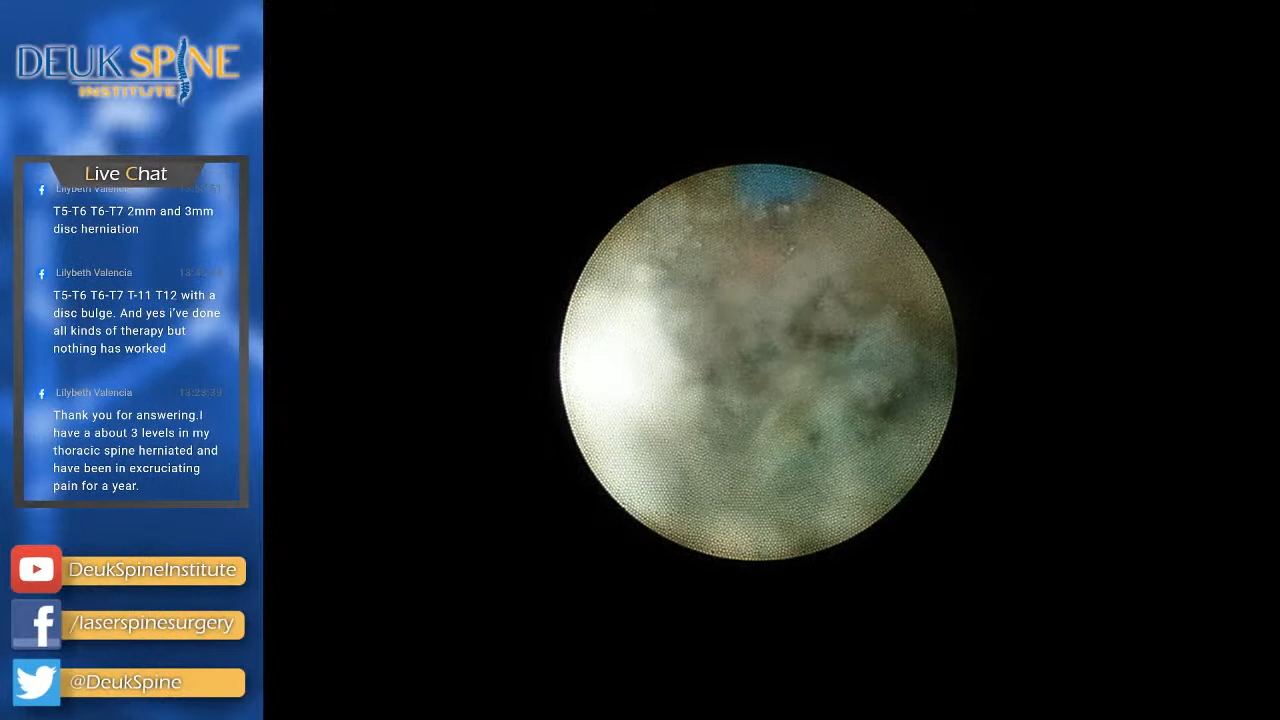 DEUK SPINE
INSTITUTE
Live Chat
Lilybeth Valencia
T5-T6 T6-T7 2mm and 3mm
disc herniation
Lilybeth Valencia
T5-T6 T6-T7 T-11 T12 with a
disc bulge. And yes i've done
all kinds of therapy but
nothing has worked
Lilybeth Valencia
Thank you for answering.I
have a about 3 levels in my
thoracic spine herniated and
have been in excruciating
pain for a year.
DeukSpineInstitute
/laserspinesurgery
@DeukSpine